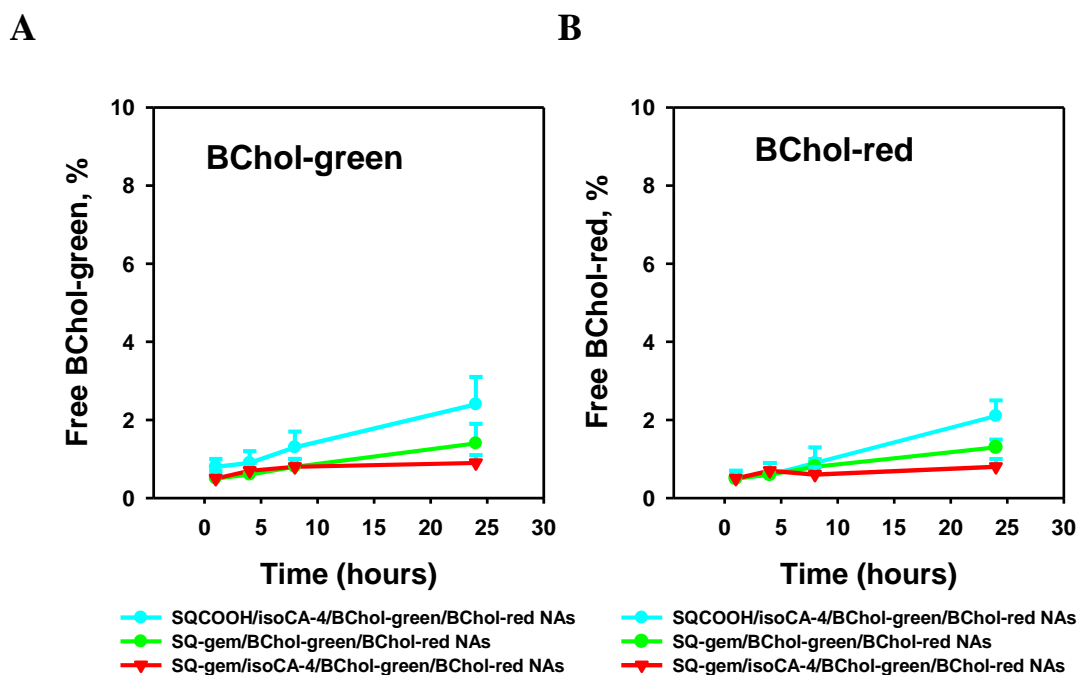 A
BChol-green
Free BChol-green, %
10
8
6
4
2
0
0 5 10 15 20 25 30
Time (hours)
SQCOOH/isoCA-4/BChol-green/BChol-red NAs
SQ-gem/BChol-green/BChol-red NAs
SQ-gem/isoCA-4/BChol-green/BChol-red NAs
B
BChol-red
Free BChol-red, %
10
8
6
4
2
0
0 5 10 15 20 25 30
Time (hours)
SQCOOH/isoCA-4/BChol-green/BChol-red NAs
SQ-gem/BChol-green/BChol-red NAs
SQ-gem/isoCA-4/BChol-green/BChol-red NAs